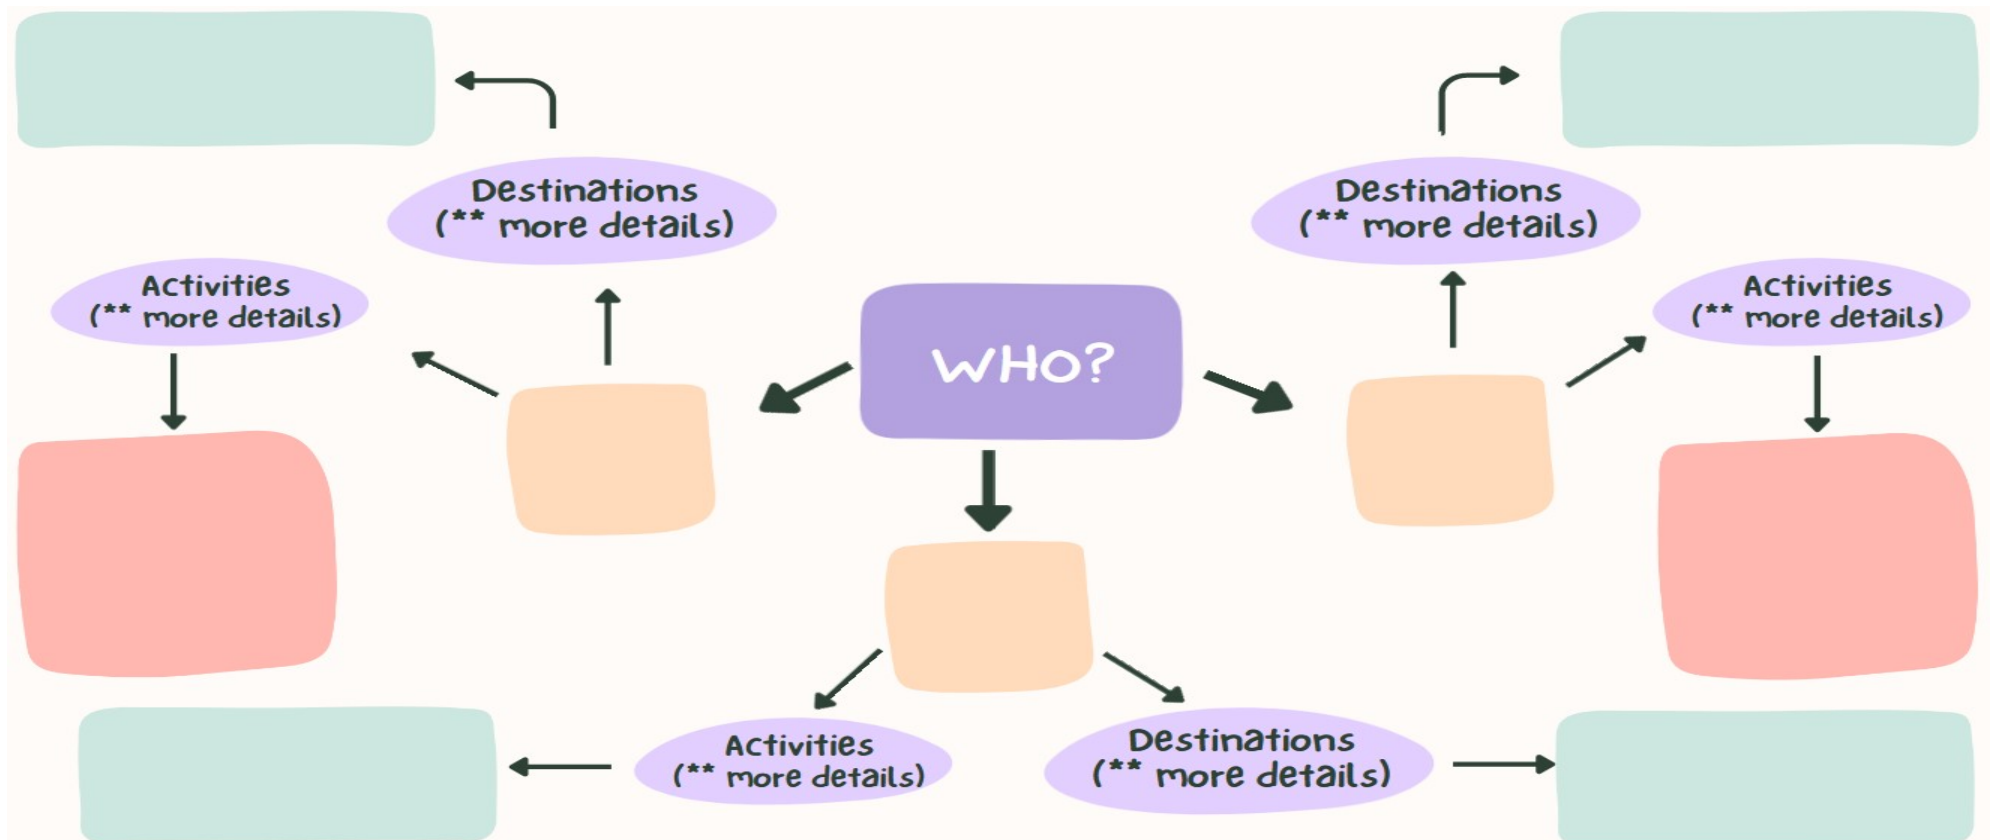 Destinations
(** more details)
Destinations
(** more details)
Activities
(** more details)
Activities
(** more details)
WHO?
Activities
(** more details)
Destinations
(** more details)